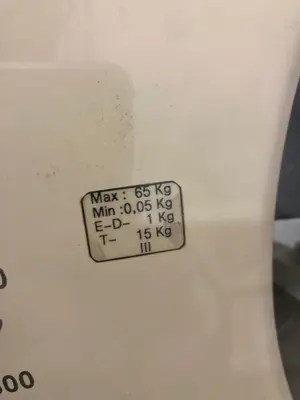 Max : 65 Kg
Min :0.05 Kg
E-D- 1 Kg
T- 15 Kg
III